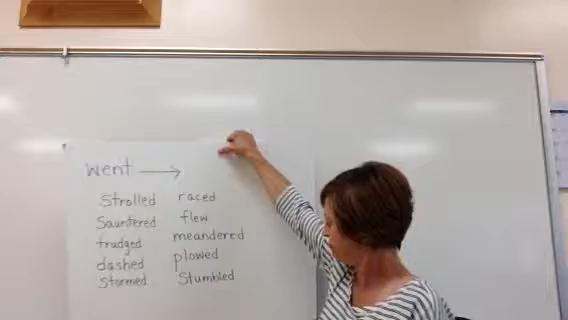 went →
Strolled raced
Sauntered flew
trudged meandered
dashed plowed
Stormed Stumbled